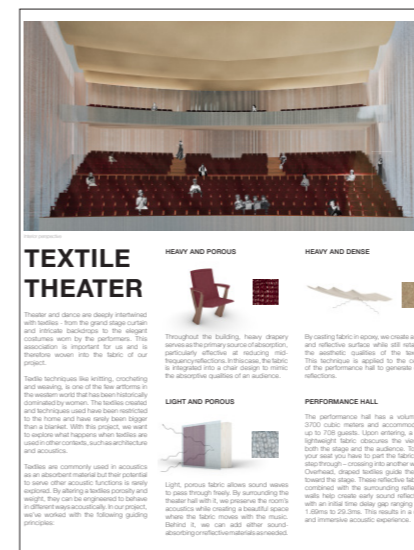 Interior perspective
TEXTILE
THEATER
Theater and dance are deeply intertwined
with textiles - from the grand stage curtain
and intricate backdrops to the elegant
costumes worn by the performers. This
association is important for us and is
therefore woven into the fabric of our
project.
Textile techniques like knitting, crocheting
and weaving, is one of the few artforms in
the western world that has been historically
dominated by women. The textiles created
and techniques used have been restricted
to the home and have rarely been bigger
than a blanket. With this project, we want
to explore what happens when textiles are
used in other contexts, such as architecture
and acoustics.
Textiles are commonly used in acoustics
as an absorbent material but their potential
to serve other acoustic functions is rarely
explored. By altering a textiles porosity and
weight, they can be engineered to behave
in different ways acoustically. In our project,
we've worked with the following guiding
principles:
HEAVY AND POROUS
Throughout the building, heavy drapery
serves as the primary source of absorption,
particularly effective at reducing mid-
frequency reflections. In this case, the fabric
is integrated into a chair design to mimic
the absorptive qualities of an audience.
LIGHT AND POROUS
Light, porous fabric allows sound waves
to pass through freely. By surrounding the
theater hall with it, we preserve the room's
acoustics while creating a beautiful space
where the fabric moves with the music.
Behind it, we can add either sound-
absorbing or reflective materials as needed.
HEAVY AND DENSE
By casting fabric in epoxy, we create a
and reflective surface while still reta
the aesthetic qualities of the tex
This technique is applied to the c
of the performance hall to generate
reflections.
PERFORMANCE HALL
The performance hall has a volum
3700 cubic meters and accommod
up to 708 guests. Upon entering, a
lightweight fabric obscures the vie
both the stage and the audience. To
your seat you have to part the fabric
step through – crossing into another w
Overhead, draped textiles guide the
toward the stage. These reflective fab
combined with the surrounding refle
walls help create early sound reflec
with an initial time delay gap ranging
1.69ms to 29.3ms. This results in a
and immersive acoustic experience.